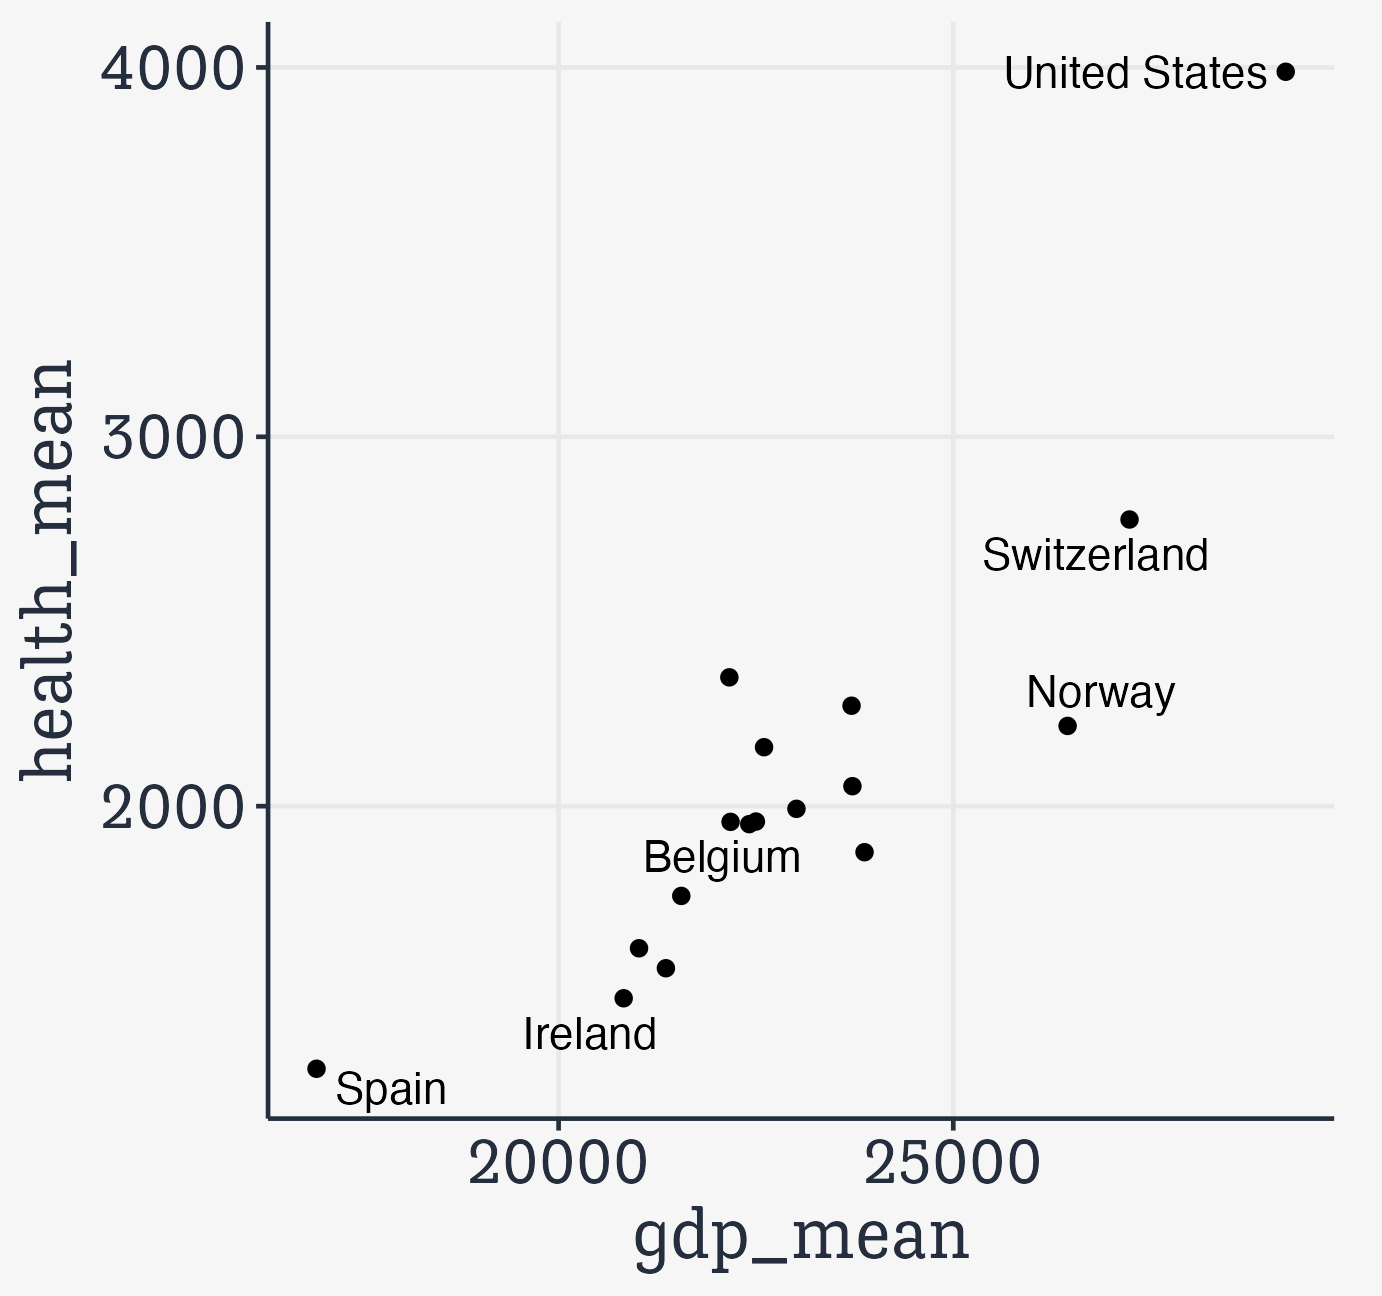 4000
United States
3000
Switzerland
Norway
2000
Belgium
Ireland
Spain
20000
25000
gdp_mean
health_mean